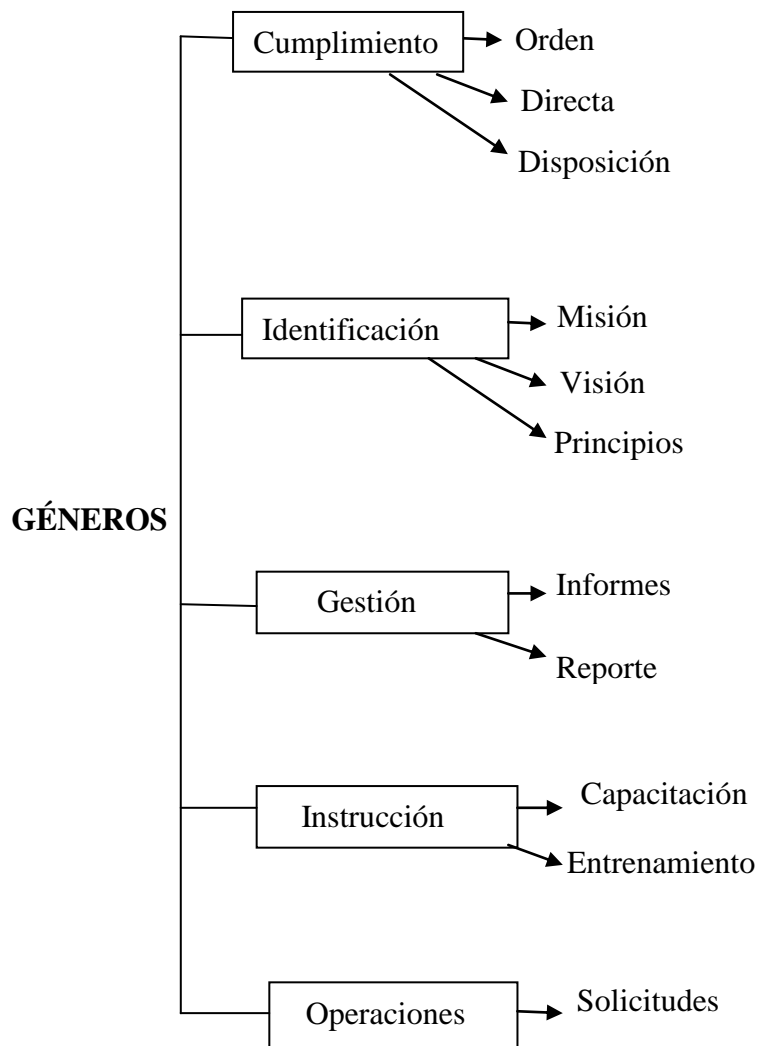 Cumplimiento
Orden
Directa
Disposición
Identificación
Misión
Visión
Principios
GÉNEROS
Gestión
Informes
Reporte
Instrucción
Capacitación
Entrenamiento
Operaciones
Solicitudes